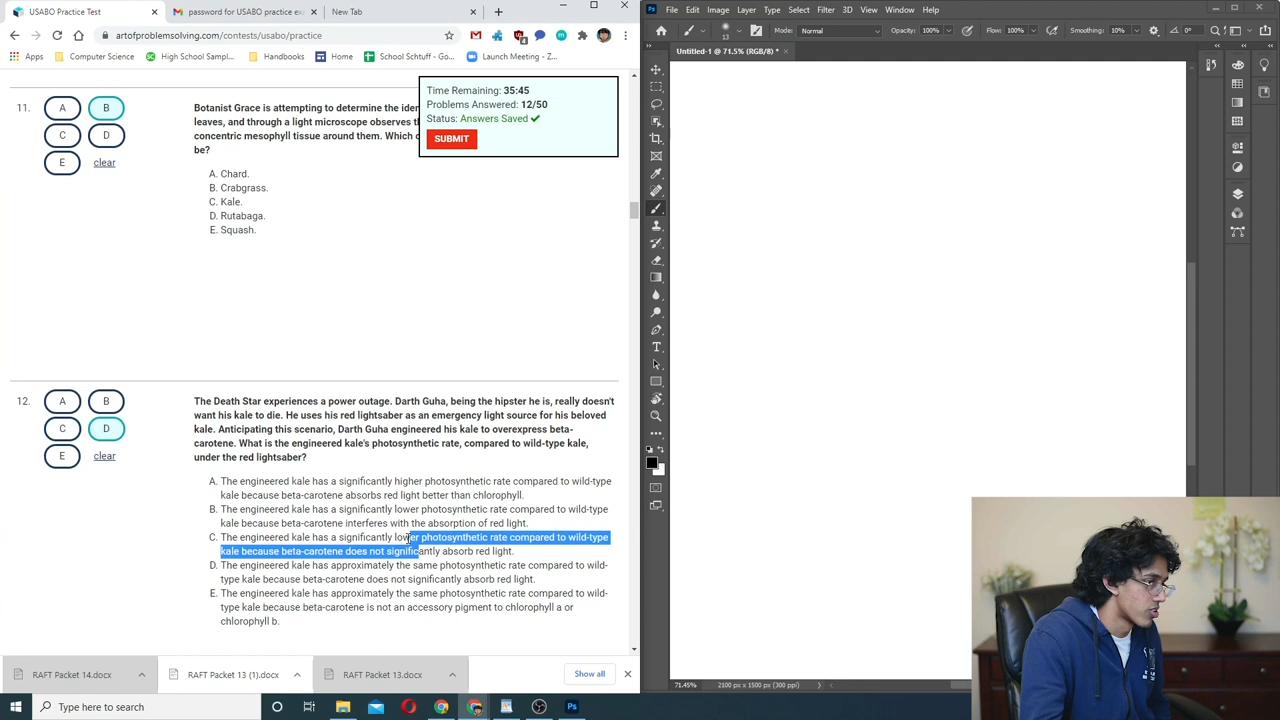 USABO Practice Test
password for USABO practice ex
New Tab
artofproblemsolving.com/contests/usabo/practice
Apps
Computer Science
High School Sampl...
Handbooks
Home
School Schtuff - Go...
Launch Meeting - Z...
Time Remaining: 35:45
Problems Answered: 12/50
Status: Answers Saved ✔
SUBMIT
11.
A
B
C
D
E
clear
Botanist Grace is attempting to determine the iden
leaves, and through a light microscope observes th
concentric mesophyll tissue around them. Which o
be?
A. Chard.
B. Crabgrass.
C. Kale.
D. Rutabaga.
E. Squash.
12.
A
B
C
D
E
clear
The Death Star experiences a power outage. Darth Guha, being the hipster he is, really doesn't
want his kale to die. He uses his red lightsaber as an emergency light source for his beloved
kale. Anticipating this scenario, Darth Guha engineered his kale to overexpress beta-
carotene. What is the engineered kale's photosynthetic rate, compared to wild-type kale,
under the red lightsaber?
A. The engineered kale has a significantly higher photosynthetic rate compared to wild-type
kale because beta-carotene absorbs red light better than chlorophyll.
B. The engineered kale has a significantly lower photosynthetic rate compared to wild-type
kale because beta-carotene interferes with the absorption of red light.
C. The engineered kale has a significantly lower photosynthetic rate compared to wild-type
kale because beta-carotene does not significantly absorb red light.
D. The engineered kale has approximately the same photosynthetic rate compared to wild-
type kale because beta-carotene does not significantly absorb red light.
E. The engineered kale has approximately the same photosynthetic rate compared to wild-
type kale because beta-carotene is not an accessory pigment to chlorophyll a or
chlorophyll b.
RAFT Packet 14.docx
RAFT Packet 13 (1).docx
RAFT Packet 13.docx
Show all
Type here to search
Ps
File Edit Image Layer Type Select Filter 3D View Window Help
13
Mode: Normal
Opacity: 100%
Flow: 100%
Smoothing: 10%
0°
Untitled-1 @ 71.5% (RGB/8) *
71.45%
2100 px x 1500 px (300 ppi)
Ps